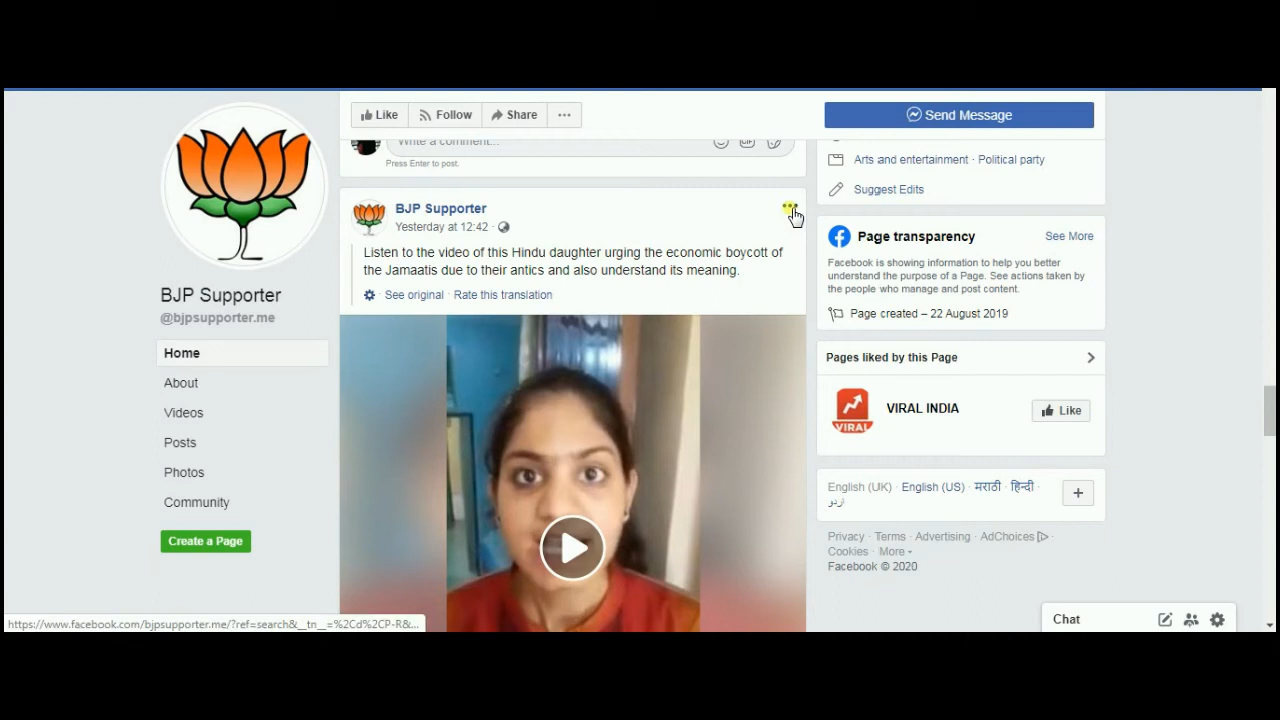 Like
Follow
Share
Send Message
Write a comment...
Press Enter to post.
Arts and entertainment · Political party
Suggest Edits
BJP Supporter
Yesterday at 12:42 ·
Listen to the video of this Hindu daughter urging the economic boycott of
the Jamaatis due to their antics and also understand its meaning.
See original · Rate this translation
Page transparency
See More
Facebook is showing information to help you better
understand the purpose of a Page. See actions taken by
the people who manage and post content.
Page created – 22 August 2019
BJP Supporter
@bjpsupporter.me
Home
About
Videos
Posts
Photos
Community
Create a Page
Pages liked by this Page
VIRAL
VIRAL INDIA
Like
English (UK) · English (US) · मराठी · हिन्दी ·
اردو
Privacy · Terms · Advertising · AdChoices ·
Cookies · More
Facebook © 2020
Chat
https://www.facebook.com/bjpsupporter.me/?ref=search&__tn__=%2Cd%2CP-R&...